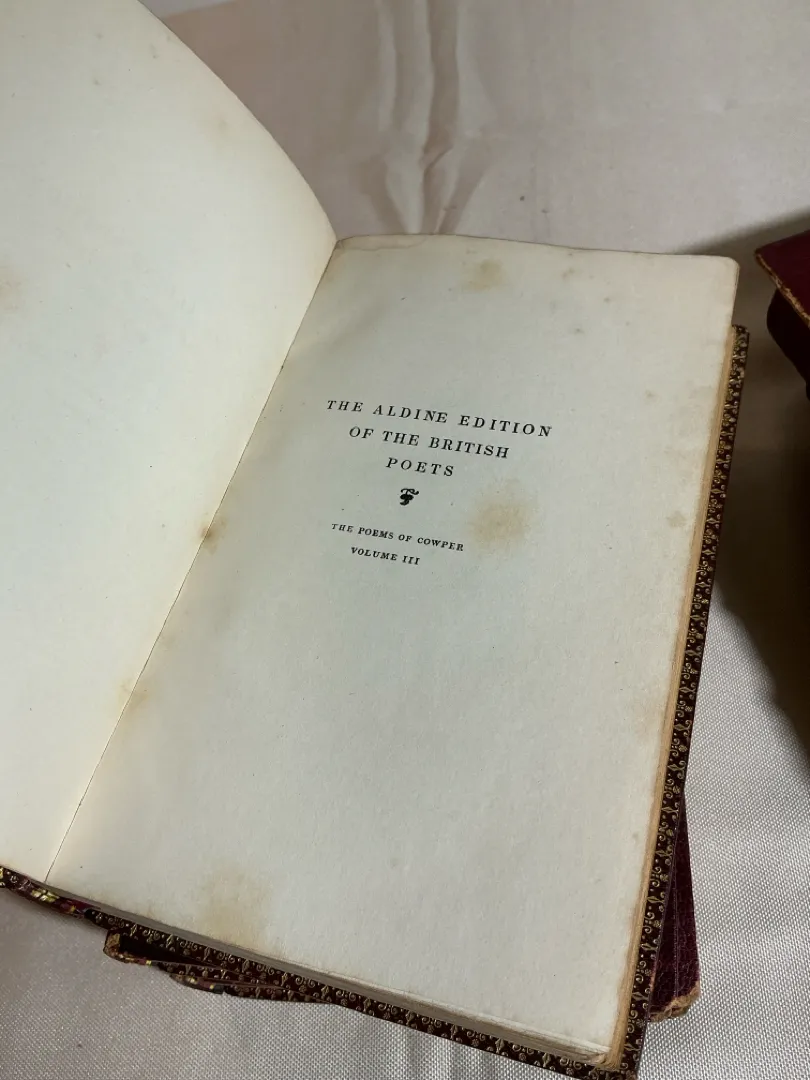 THE ALDINE EDITION
OF THE BRITISH
POETS
THE POEMS OF COWPER
VOLUME III